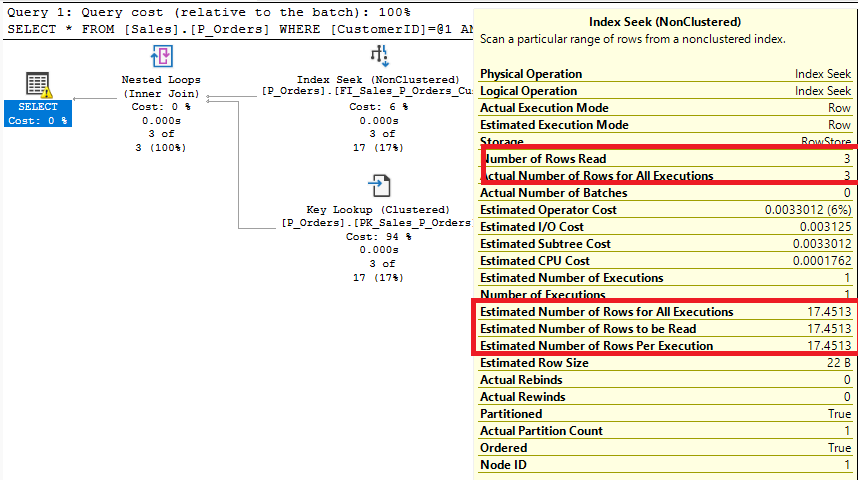 Query 1: Query cost (relative to the batch): 100%
SELECT * FROM [Sales].[P_Orders] WHERE [CustomerID]=@1
SELECT
Cost: 0 %
Nested Loops
(Inner Join)
Cost: 0 %
0.000s
3 of
3 (100%)
Index Seek (NonClustered)
[P_Orders].[FI_Sales_P_Orders_Cu
Cost: 6 %
0.000s
3 of
17 (17%)
Key Lookup (Clustered)
[P_Orders].[PK_Sales_P_Orders]
Cost: 94 %
0.000s
3 of
17 (17%)
Index Seek (NonClustered)
Scan a particular range of rows from a nonclustered index.
Physical Operation Index Seek
Logical Operation Index Seek
Actual Execution Mode Row
Estimated Execution Mode Row
Storage RowStore
Number of Rows Read 3
Actual Number of Rows for All Executions 3
Actual Number of Batches 0
Estimated Operator Cost 0.0033012 (6%)
Estimated I/O Cost 0.003125
Estimated Subtree Cost 0.0033012
Estimated CPU Cost 0.0001762
Estimated Number of Executions 1
Number of Executions 1
Estimated Number of Rows for All Executions 17.4513
Estimated Number of Rows to be Read 17.4513
Estimated Number of Rows Per Execution 17.4513
Estimated Row Size 22 B
Actual Rebinds 0
Actual Rewinds 0
Partitioned True
Actual Partition Count 1
Ordered True
Node ID 1